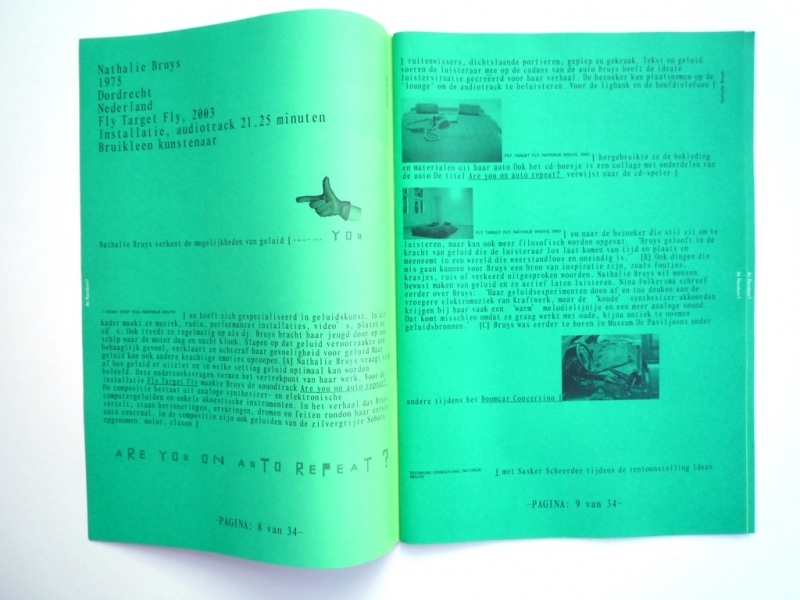 Nathalie Bruys
1975
Dordrecht
Nederland
Fly Target Fly, 2003
Installatie, audiotrack 21.25 minuten
Bruikleen kunstenaar
Nathalie Bruys verkent de mogelijkheden van geluid [
YOU
I WANT STOP YOU, NATHALIE BRUYS,
] en heeft zich gespecialiseerd in geluidskunst. In dit
kader maakt ze muziek, radio, performances installaties, video's, platen en
cd's. Ook treedt ze regelmatig op als dj. Bruys bracht haar jeugd door op een
schip waar de motor dag en nacht klonk. Slapen op dat geluid veroorzaakte een
behaaglijk gevoel, verklaart ze achteraf haar gevoeligheid voor geluid Maar
geluid kan ook andere krachtige emoties oproepen. [A] Nathalie Bruys vraagt zich
af hoe geluid er uitziet en in welke setting geluid optimaal kan worden
beleefd. Deze onderzoeksvragen vormen het vertrekpunt van haar werk. Voor de
installatie Fly Target Fly maakte Bruys de soundtrack Are you on auto repeat?
De compositie bestaat uit analoge synthesizer- en elektronische
computergeluiden en enkele akoestische instrumenten. In het verhaal dat Bruys
vertelt, staan herinneringen, ervaringen, dromen en feiten rondom haar eerste
auto centraal. In de compositie zijn ook geluiden van de zilvergrijze Subaru
opgenomen: motor, claxon [
ARE YOU ON AUTO REPEAT ?
~PAGINA: 8 van 34~
] ruitenwissers, dichtslaande portieren, gepiep en gekraak. Tekst en geluid
voeren de luisteraar mee op de cadans van de auto Bruys heeft de ideale
luistersituatie gecreëerd voor haar verhaal. De bezoeker kan plaatsnemen op de
'lounge' om de audiotrack te beluisteren. Voor de ligbank en de hoofdtelefoon [
Nathalie Bruys
FLY TARGET FLY, NATHALIE BRUYS, 2003
] hergebruikte ze de bekleding
en materialen uit haar auto Ook het cd-hoesje is een collage met onderdelen van
de auto De titel Are you on auto repeat? verwijst naar de cd-speler [
FLY TARGET FLY, NATHALIE BRUYS, 2003
] en naar de bezoeker die stil zit om te
luisteren, maar kan ook meer filosofisch worden opgevat. 'Bruys gelooft in de
kracht van geluid die de luisteraar los laat komen van tijd en plaats en
meeneemt in een wereld die weerstandloos en oneindig is.' [B] Ook dingen die
mis gaan kunnen voor Bruys een bron van inspiratie zijn, zoals foutjes,
krasjes, ruis of verkeerd uitgesproken woorden. Nathalie Bruys wil mensen
bewust maken van geluid en ze actief laten luisteren. Nina Folkersma schreef
eerder over Bruys: 'Haar geluidsexperimenten doen af en toe denken aan de
vroegere elektromuziek van Kraftwerk, maar de 'koude' synthesizer-akkoorden
krijgen bij haar vaak een 'warm' melodielijntje en een meer analoge sound.
Dat komt misschien omdat ze graag werkt met oude, bijna antiek te noemen
geluidsbronnen.' [C] Bruys was eerder te horen in Museum De Paviljoens onder
andere tijdens het Boomcar Concertino [
BOOMCAR CONCERTINO, NATHALIE
BRUYS
] met Sasker Scheerder tijdens de tentoonstelling Ideas
~PAGINA: 9 van 34~